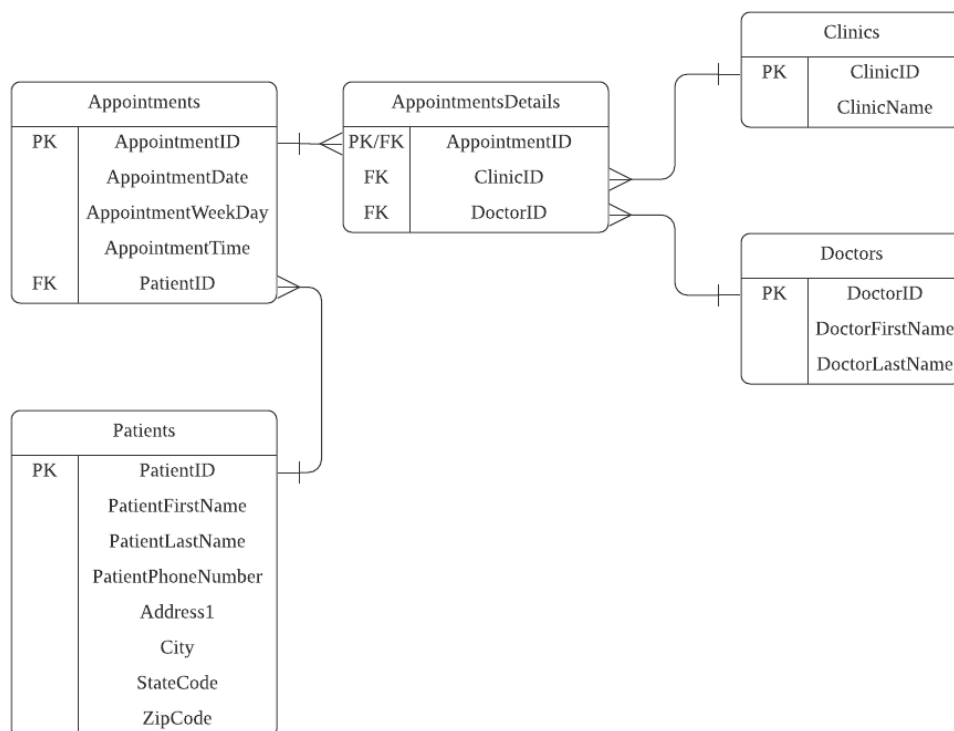 Clinics
PK ClinicID
ClinicName
Appointments
PK AppointmentID
AppointmentDate
AppointmentWeekDay
AppointmentTime
FK PatientID
AppointmentsDetails
PK/FK AppointmentID
FK ClinicID
FK DoctorID
Doctors
PK DoctorID
DoctorFirstName
DoctorLastName
Patients
PK PatientID
PatientFirstName
PatientLastName
PatientPhoneNumber
Address1
City
StateCode
ZipCode